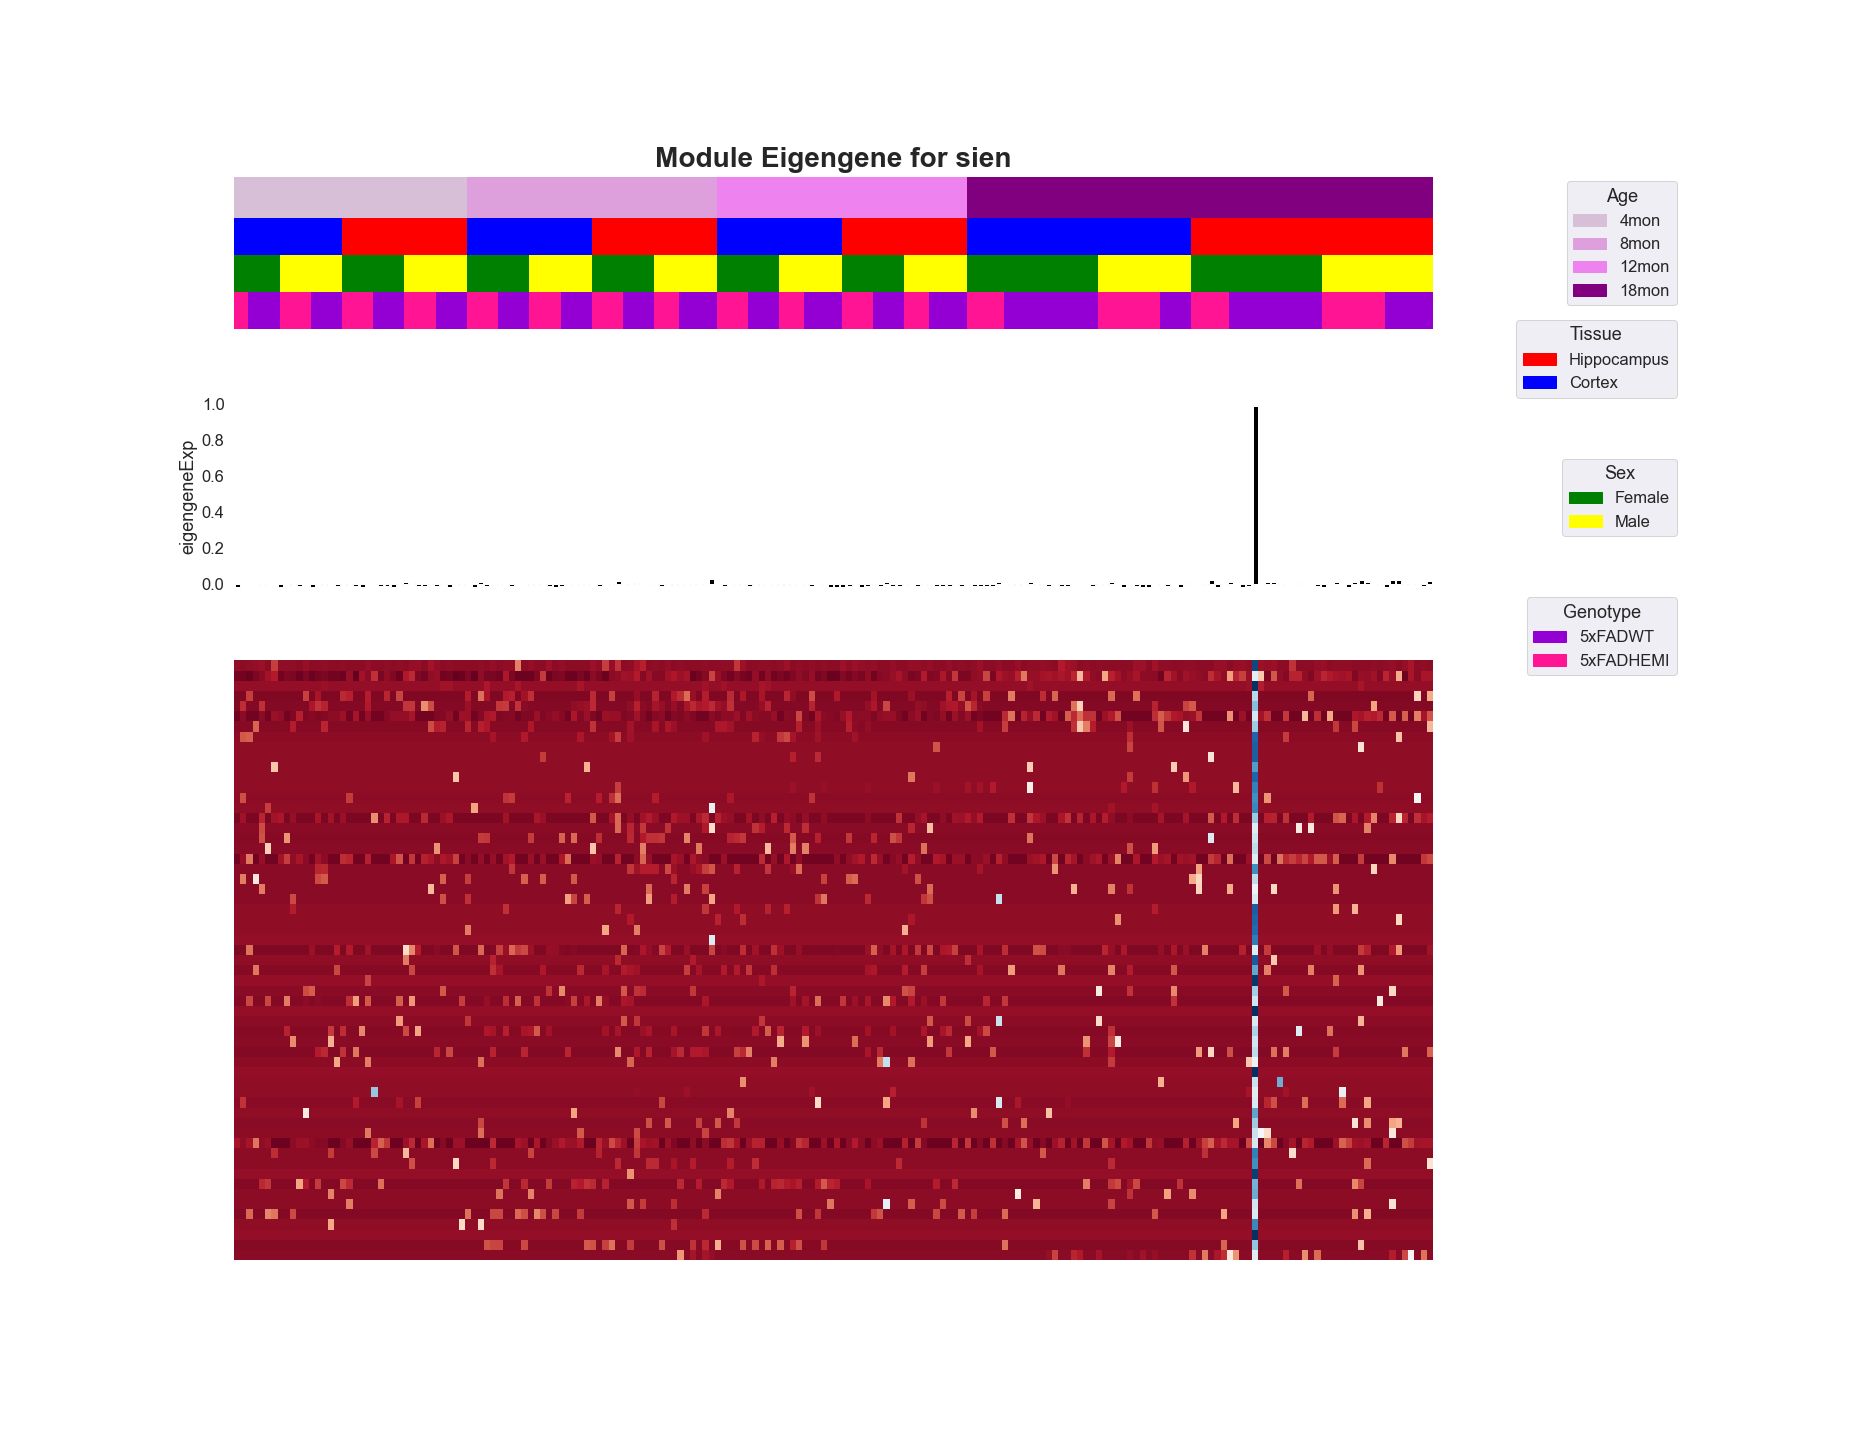 Module Eigengene for sien
Age
4mon
8mon
12mon
18mon
Tissue
Hippocampus
Cortex
1.0
0.8
0.6
0.4
0.2
0.0
eigengeneExp
Sex
Female
Male
Genotype
5xFADWT
5xFADHEMI